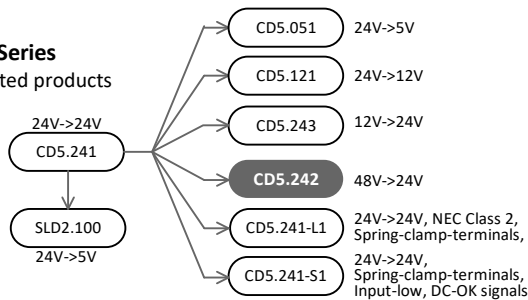 Series
ted products
24V->24V
CD5.241
SLD2.100
24V->5V
CD5.051 24V->5V
CD5.121 24V->12V
CD5.243 12V->24V
CD5.242 48V->24V
CD5.241-L1 24V->24V, NEC Class 2,
Spring-clamp-terminals,
CD5.241-S1 24V->24V,
Spring-clamp-terminals,
Input-low, DC-OK signals